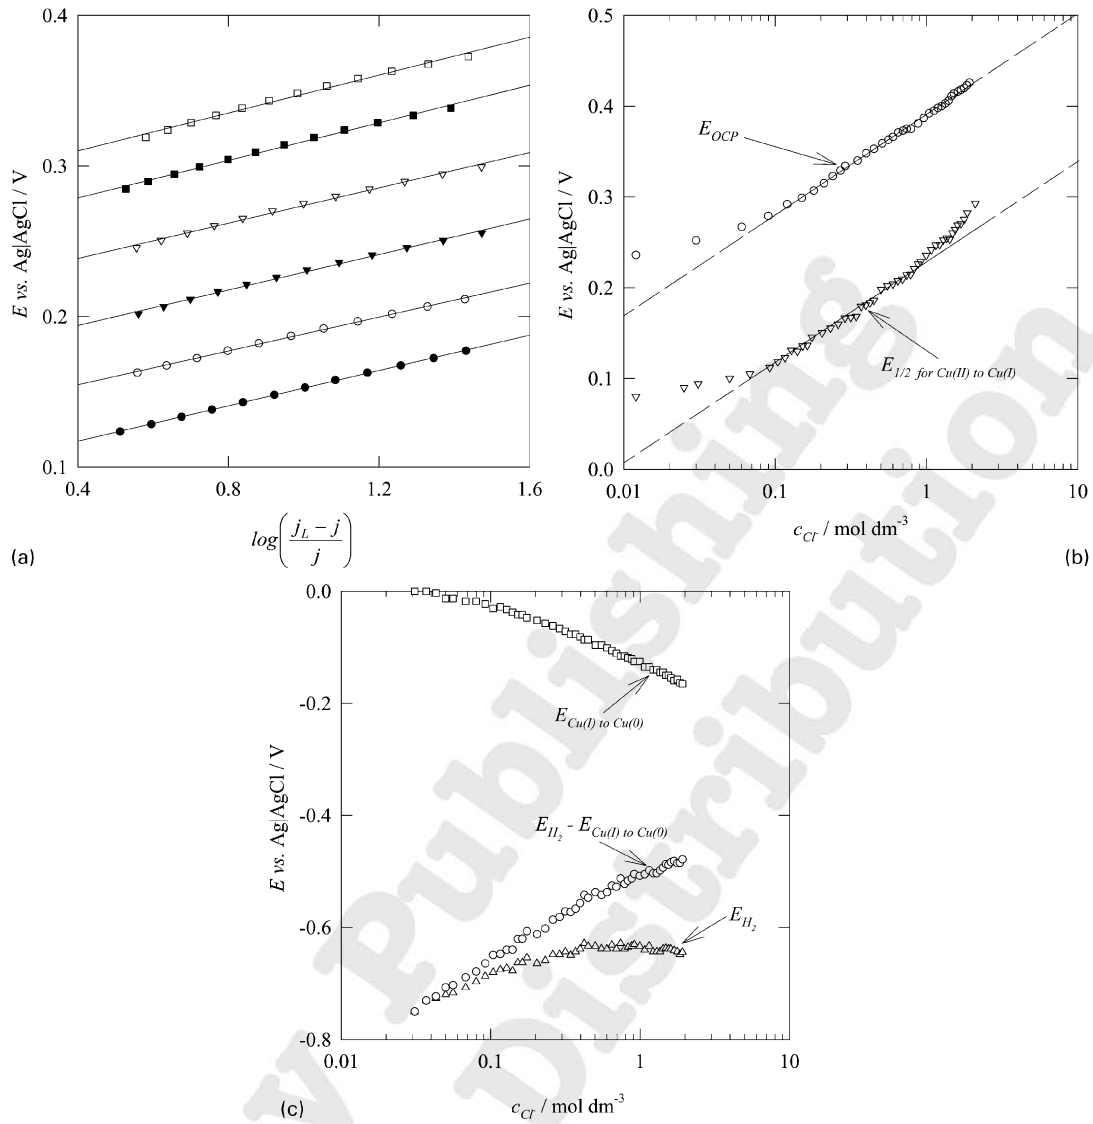 0.4
0.3
0.2
0.1
0.4
0.8
1.2
1.6
E vs. Ag|AgCl / V
log((j_L − j)/j)
(a)
0.5
0.4
0.3
0.2
0.1
0.0
0.01
0.1
1
10
E vs. Ag|AgCl / V
E_OCP
E_1/2 for Cu(II) to Cu(I)
c_Cl⁻ / mol dm⁻³
(b)
0.0
-0.2
-0.4
-0.6
-0.8
0.01
0.1
1
10
E vs. Ag|AgCl / V
E_Cu(I) to Cu(0)
E_H₂ - E_Cu(I) to Cu(0)
E_H₂
c_Cl⁻ / mol dm⁻³
(c)
Publishing
Distribution